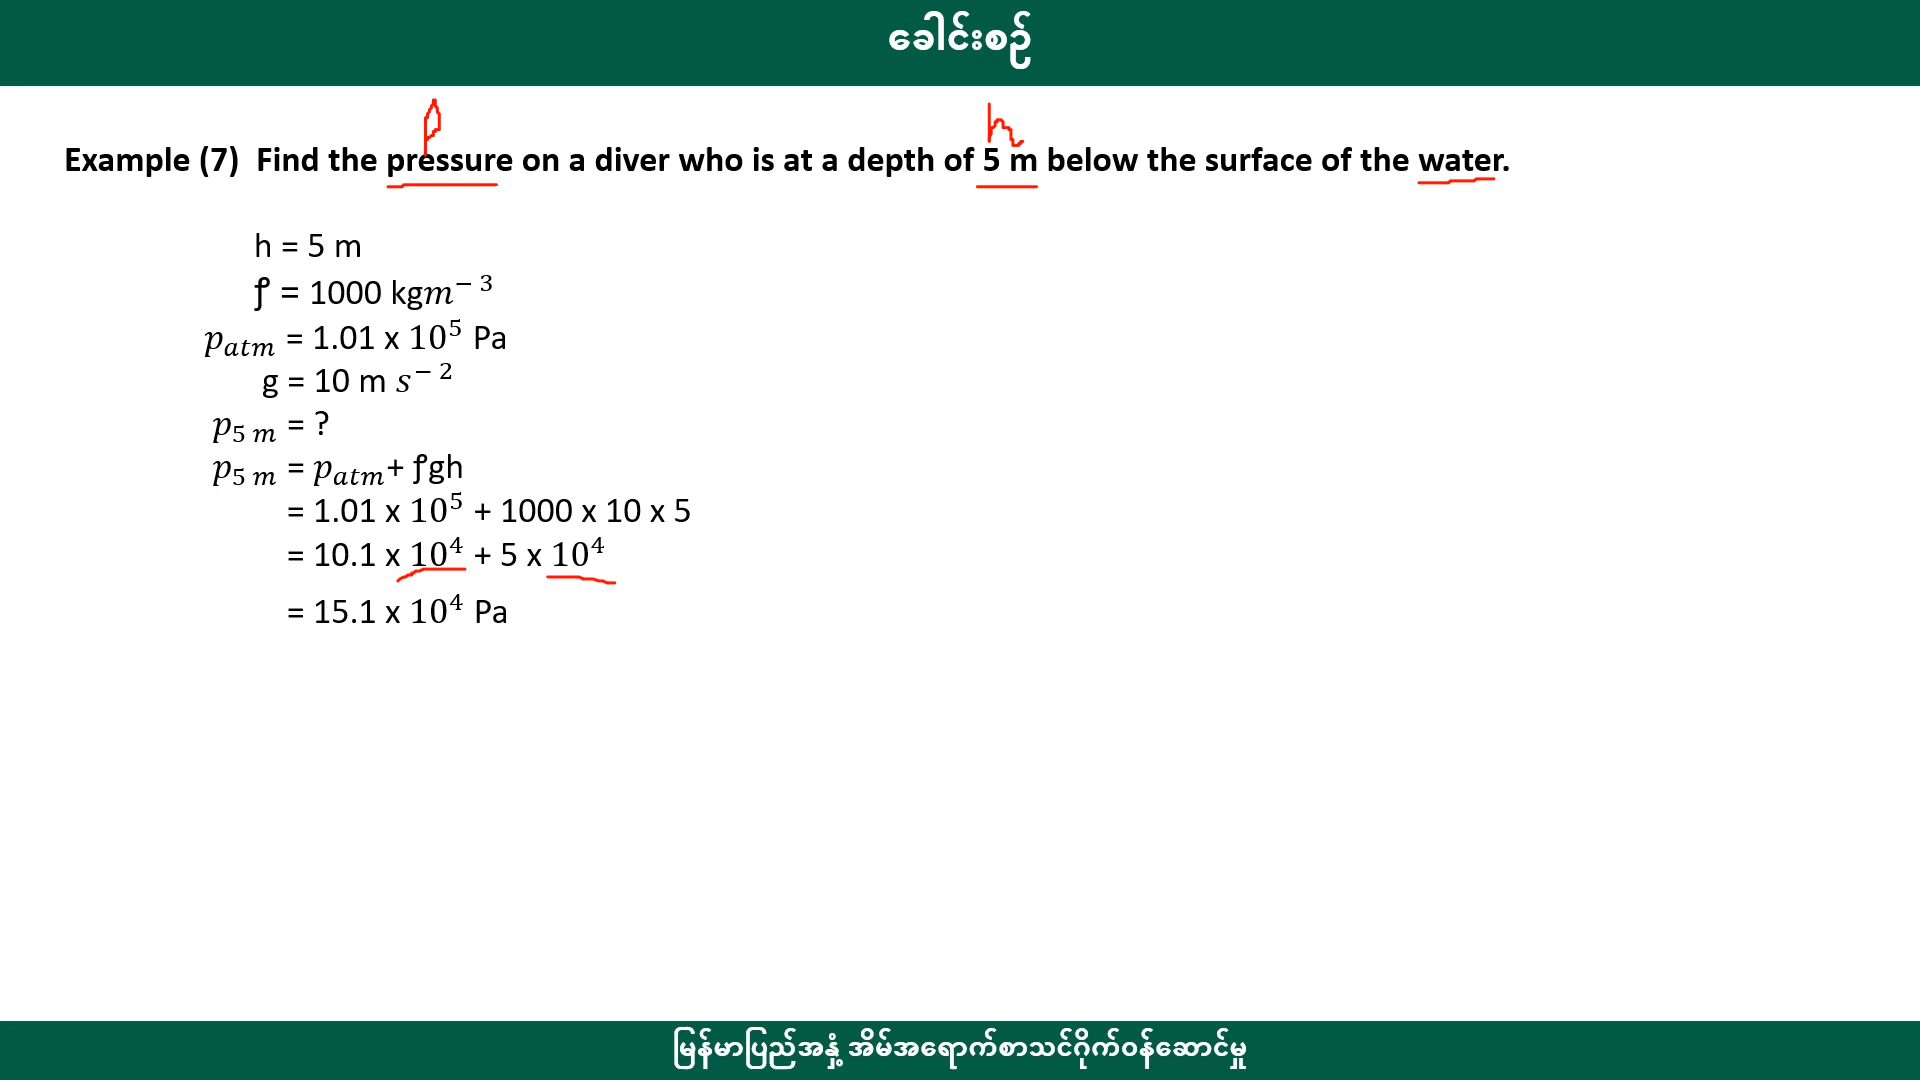 ခေါင်းစဉ်
p h
Example (7) Find the pressure on a diver who is at a depth of 5 m below the surface of the water.
h = 5 m
ƒ = 1000 kg𝑚⁻ ³
𝑝ₐₜₘ = 1.01 x 10⁵ Pa
g = 10 m 𝑠⁻ ²
𝑝₅ ₘ = ?
𝑝₅ ₘ = 𝑝ₐₜₘ+ ƒgh
= 1.01 x 10⁵ + 1000 x 10 x 5
= 10.1 x 10⁴ + 5 x 10⁴
= 15.1 x 10⁴ Pa
မြန်မာပြည်အနှံ့ အိမ်အရောက်စာသင်ဂိုက်ဝန်ဆောင်မှု